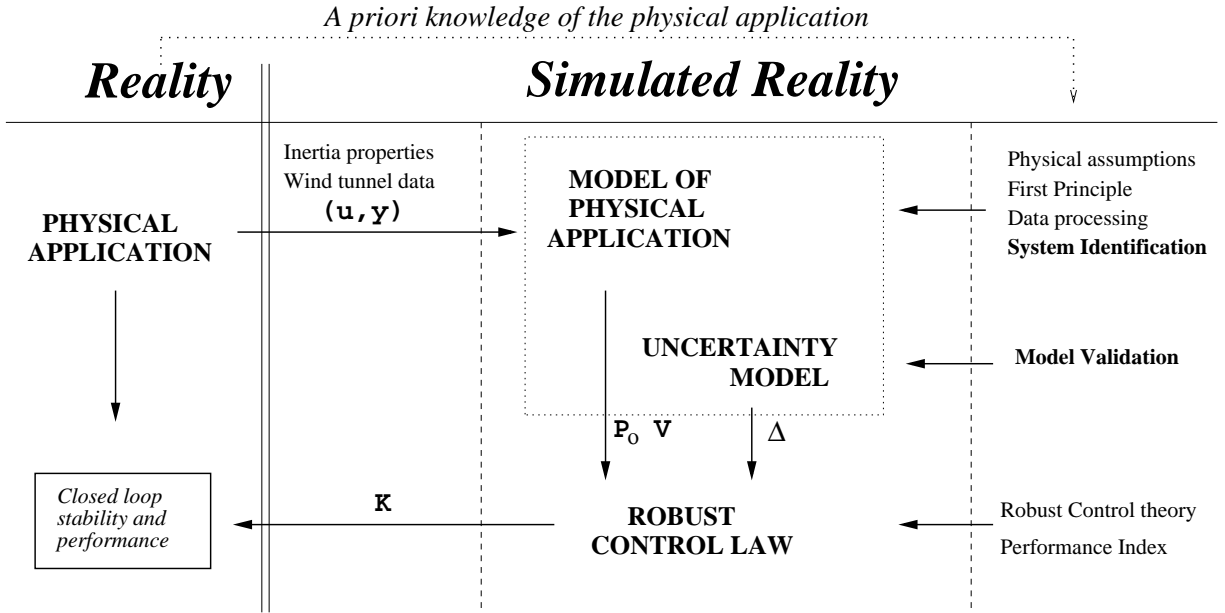 A priori knowledge of the physical application
Reality
Simulated Reality
Inertia properties
Wind tunnel data
(u,y)
PHYSICAL
APPLICATION
MODEL OF
PHYSICAL
APPLICATION
Physical assumptions
First Principle
Data processing
System Identification
UNCERTAINTY
MODEL
Model Validation
Po V
Δ
Closed loop
stability and
performance
K
ROBUST
CONTROL LAW
Robust Control theory
Performance Index